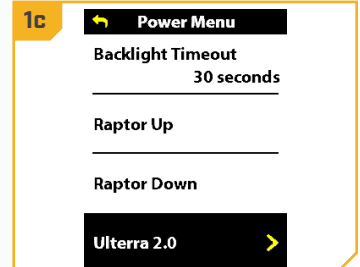 1c
Power Menu
Backlight Timeout
30 seconds
Raptor Up
Raptor Down
Ulterra 2.0